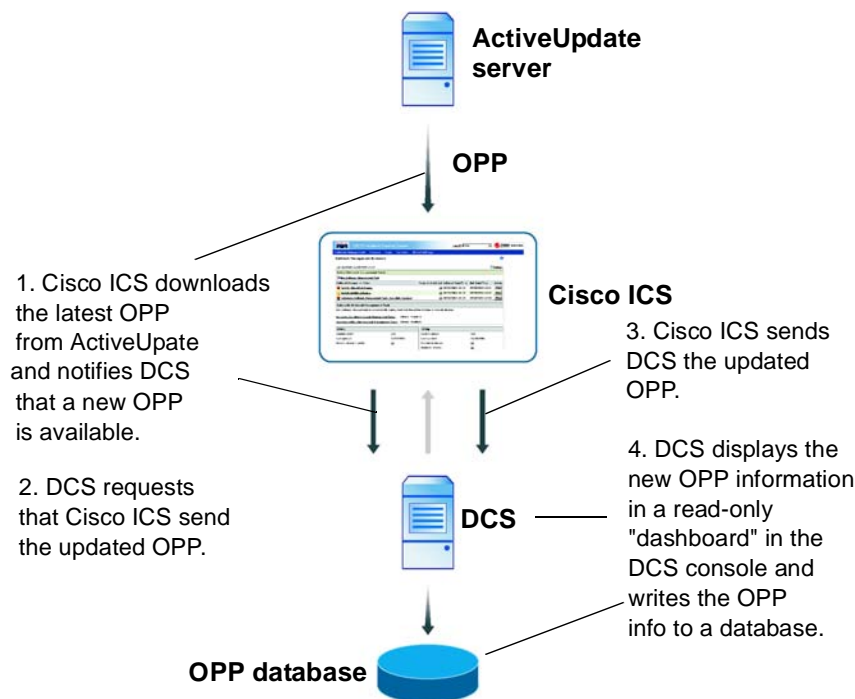 ActiveUpdate
server
OPP
1. Cisco ICS downloads
the latest OPP
from ActiveUpate
and notifies DCS
that a new OPP
is available.
Cisco ICS
3. Cisco ICS sends
DCS the updated
OPP.
2. DCS requests
that Cisco ICS send
the updated OPP.
DCS
4. DCS displays the
new OPP information
in a read-only
"dashboard" in the
DCS console and
writes the OPP
info to a database.
OPP database